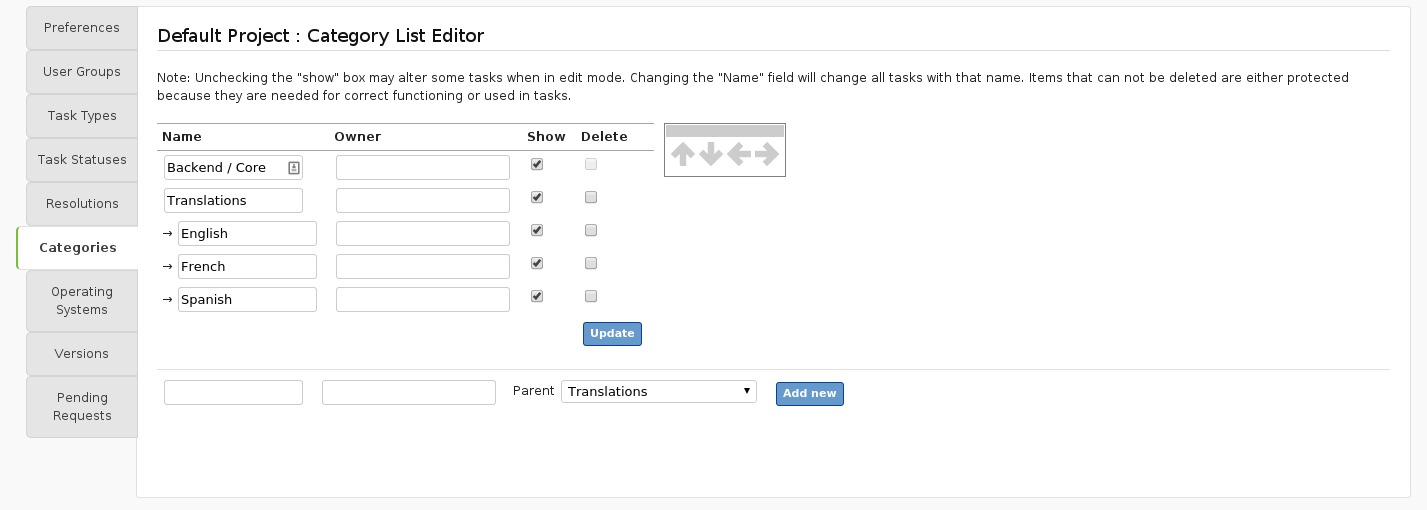 Preferences
User Groups
Task Types
Task Statuses
Resolutions
Categories
Operating
Systems
Versions
Pending
Requests
Default Project : Category List Editor
Note: Unchecking the "show" box may alter some tasks when in edit mode. Changing the "Name" field will change all tasks with that name. Items that can not be deleted are either protected
because they are needed for correct functioning or used in tasks.
Name Owner Show Delete
Backend / Core
Translations
→ English
→ French
→ Spanish
Update
Parent Translations Add new